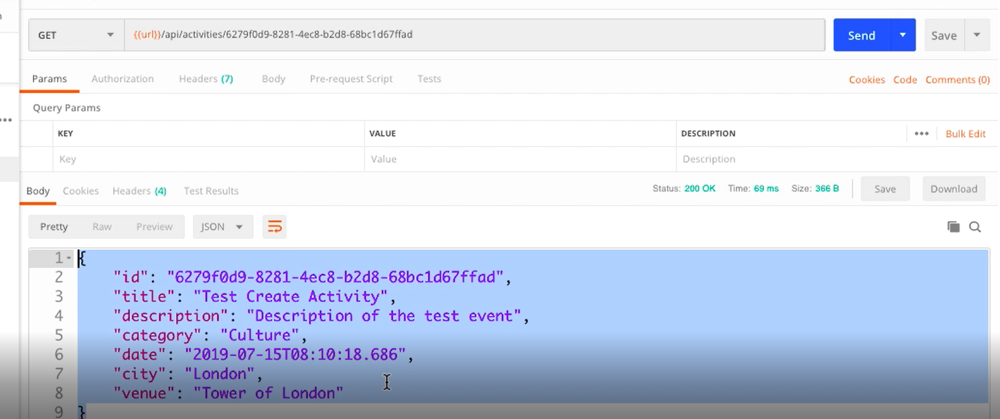 GET {{url}}/api/activities/6279f0d9-8281-4ec8-b2d8-68bc1d67ffad Send Save
Params Authorization Headers (7) Body Pre-request Script Tests Cookies Code Comments (0)
Query Params
KEY VALUE DESCRIPTION ••• Bulk Edit
Key Value Description
Body Cookies Headers (4) Test Results Status: 200 OK Time: 69 ms Size: 366 B Save Download
Pretty Raw Preview JSON
1 {
2 "id": "6279f0d9-8281-4ec8-b2d8-68bc1d67ffad",
3 "title": "Test Create Activity",
4 "description": "Description of the test event",
5 "category": "Culture",
6 "date": "2019-07-15T08:10:18.686",
7 "city": "London",
8 "venue": "Tower of London"
9 }